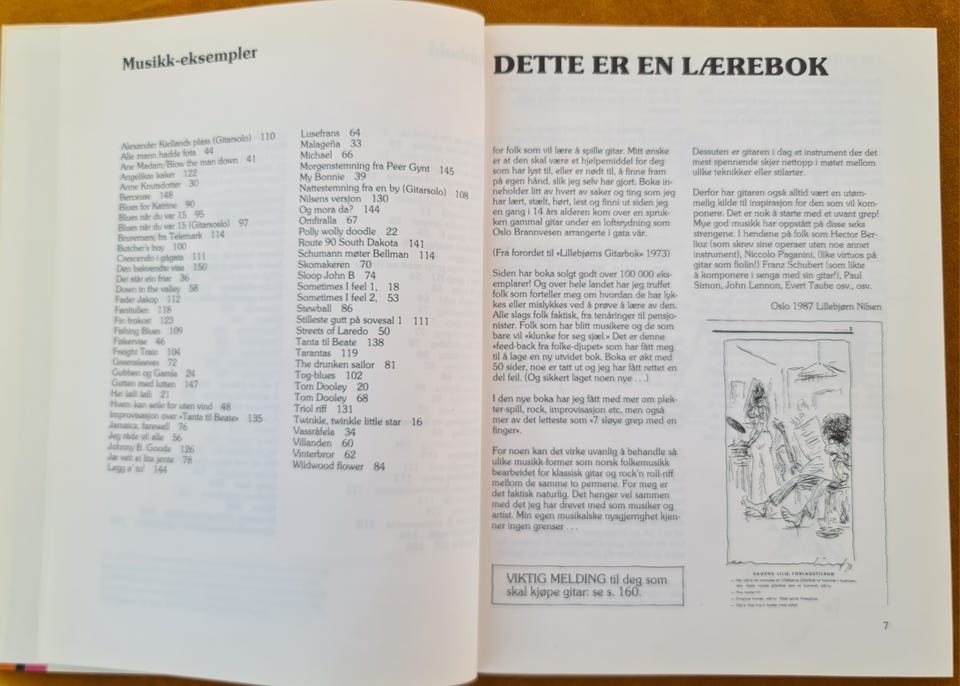 Musikk-eksempler
Alexander Kiellands plass (Gitarsolo) 110
Alle mann hadde fota 44
Ane Madam/Blow the man down 41
Angelikas kaker 122
Anne Knutsdotter 30
Berceuse 148
Blues for Katrine 90
Blues når du var 15 95
Blues når du var 15 (Gitarsolo) 97
Bruremarsj fra Telemark 114
Butcher's boy 100
Crescendo i gågata 111
Den bakvendte visa 150
Det står ein friar 36
Down in the valley 58
Fader Jakop 112
Fanitullen 118
Fin frokost 123
Fishing Blues 109
Fiskervise 46
Freight Train 104
Greensleeves 72
Gubben og Gamla 24
Gutten med lutten 147
Hei lalli lalli 21
Hvem kan seile for uten vind 48
Improvisasjon over «Tanta til Beate» 135
Jamaica, farewell 76
Jeg råde vil alle 56
Johnny B. Goode 126
Jæ vett ei lita jente 78
Legg a' to! 144
Lusefrans 64
Malageña 33
Michael 66
Morgenstemning fra Peer Gynt 145
My Bonnie 39
Nattestemning fra en by (Gitarsolo) 108
Nilsens versjon 130
Og mora da? 144
Omfiralla 67
Polly wolly doodle 22
Route 90 South Dakota 141
Schumann møter Bellman 114
Skomakeren 70
Sloop John B 74
Sometimes I feel 1, 18
Sometimes I feel 2, 53
Stewball 86
Stilleste gutt på sovesal 1 111
Streets of Laredo 50
Tanta til Beate 138
Tarantas 119
The drunken sailor 81
Tog-blues 102
Tom Dooley 20
Tom Dooley 68
Triol riff 131
Twinkle, twinkle little star 16
Vassråfela 34
Villanden 60
Vinterbror 62
Wildwood flower 84
DETTE ER EN LÆREBOK
for folk som vil lære å spille gitar. Mitt ønske
er at den skal være et hjelpemiddel for deg
som har lyst til, eller er nødt til, å finne fram
på egen hånd, slik jeg selv har gjort. Boka in-
neholder litt av hvert av saker og ting som jeg
har lært, stælt, hørt, lest og funni ut siden jeg
en gang i 14 års alderen kom over en spruk-
ken gammal gitar under en loftsrydning som
Oslo Brannvesen arrangerte i gata vår.
(Fra forordet til «Lillebjørns Gitarbok» 1973)
Siden har boka solgt godt over 100 000 eks-
emplarer! Og over hele landet har jeg truffet
folk som forteller meg om hvordan de har lyk-
kes eller mislykkes ved å prøve å lære av den.
Alle slags folk faktisk, fra tenåringer til pensjo-
nister. Folk som har blitt musikere og de som
bare vil «klunke for seg sjæl.» Det er denne
«feed-back fra folke-djupet» som har fått meg
til å lage en ny utvidet bok. Boka er økt med
50 sider, noe er tatt ut og jeg har fått rettet en
del feil. (Og sikkert laget noen nye . . .)
I den nye boka har jeg fått med mer om plek-
ter-spill, rock, improvisasjon etc, men også
mer av det letteste som «7 sløye grep med en
finger».
For noen kan det virke uvanlig å behandle så
ulike musikk-former som norsk folkemusikk
bearbeidet for klassisk gitar og rock'n roll-riff
mellom de samme to permene. For meg er
det faktisk naturlig. Det henger vel sammen
med det jeg har drevet med som musiker og
artist. Min egen musikalske nysgjerrighet kjen-
ner ingen grenser . . .
VIKTIG MELDING til deg som
skal kjøpe gitar: se s. 160.
Dessuten er gitaren i dag et instrument der det
mest spennende skjer nettopp i møtet mellom
ulike teknikker eller stilarter.
Derfor har gitaren også alltid vært en utøm-
melig kilde til inspirasjon for den som vil kom-
ponere. Det er nok å starte med et uvant grep!
Mye god musikk har oppstått på disse seks
strengene. I hendene på folk som Hector Ber-
lioz (som skrev sine operaer uten noe annet
instrument), Niccolo Paganini, (like virtuos på
gitar som fiolin!) Franz Schubert (som likte
å komponere i senga med sin gitar!), Paul
Simon, John Lennon, Evert Taube osv., osv.
Oslo 1987 Lillebjørn Nilsen
DAGENS LILLE FØRLAGSTILBUD
7